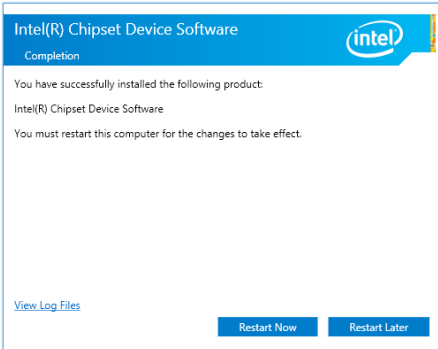 Intel(R) Chipset Device Software
intel
Completion
You have successfully installed the following product:
Intel(R) Chipset Device Software
You must restart this computer for the changes to take effect.
View Log Files
Restart Now
Restart Later